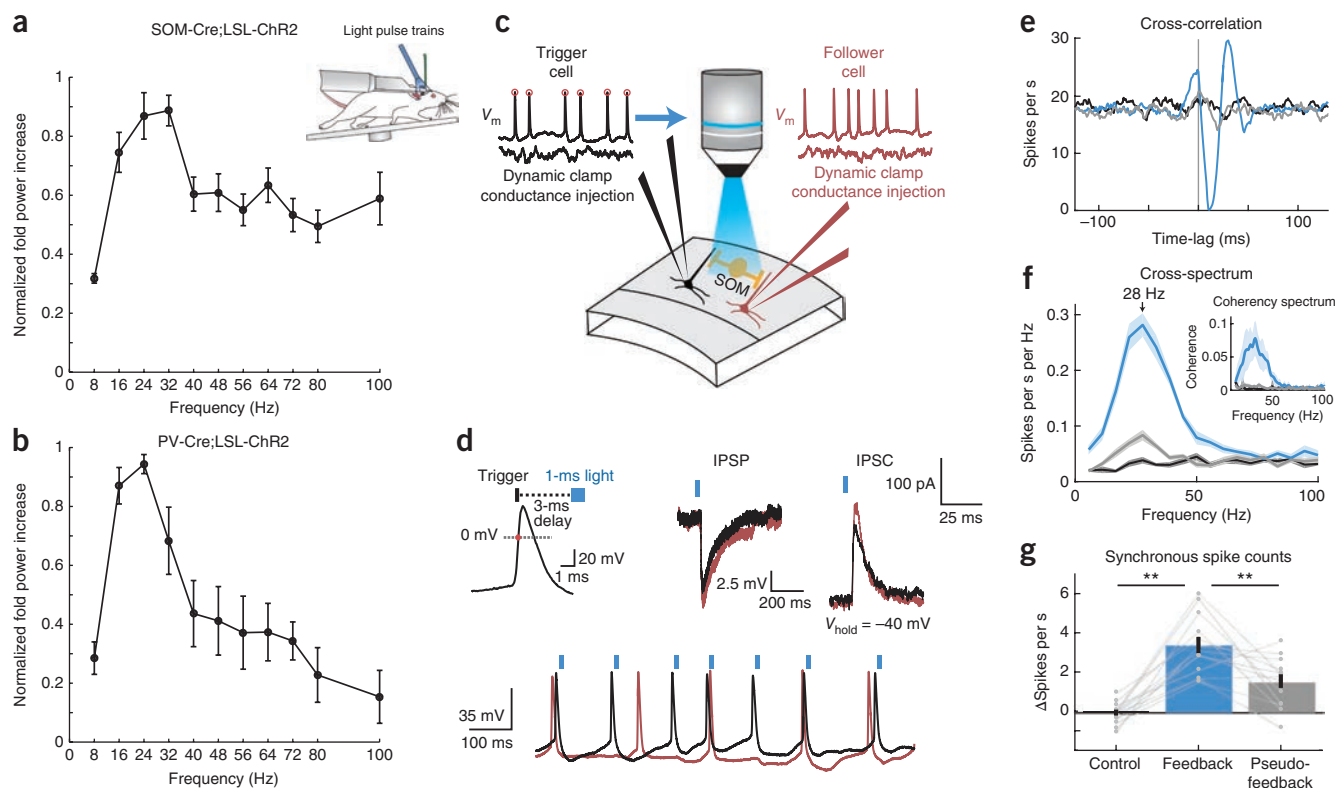 a
SOM-Cre;LSL-ChR2
Light pulse trains
Normalized fold power increase
1
0.8
0.6
0.4
0.2
0
0 8 16 24 32 40 48 56 64 72 80 100
Frequency (Hz)
b
PV-Cre;LSL-ChR2
Normalized fold power increase
1
0.8
0.6
0.4
0.2
0
0 8 16 24 32 40 48 56 64 72 80 100
Frequency (Hz)
c
Trigger
cell
Vm
Dynamic clamp
conductance injection
Follower
cell
Vm
Dynamic clamp
conductance injection
SOM
d
Trigger
1-ms light
3-ms
delay
0 mV
20 mV
1 ms
IPSP
2.5 mV
200 ms
IPSC
100 pA
25 ms
Vhold = −40 mV
35 mV
100 ms
e
Cross-correlation
Spikes per s
30
20
10
0
−100 0 100
Time-lag (ms)
f
Cross-spectrum
28 Hz
Spikes per s per Hz
0.3
0.2
0.1
0
0 50 100
Frequency (Hz)
Coherency spectrum
Coherence
0.1
0.05
0
50 100
Frequency (Hz)
g
Synchronous spike counts
** **
ΔSpikes per s
6
4
2
0
Control Feedback Pseudo-
feedback